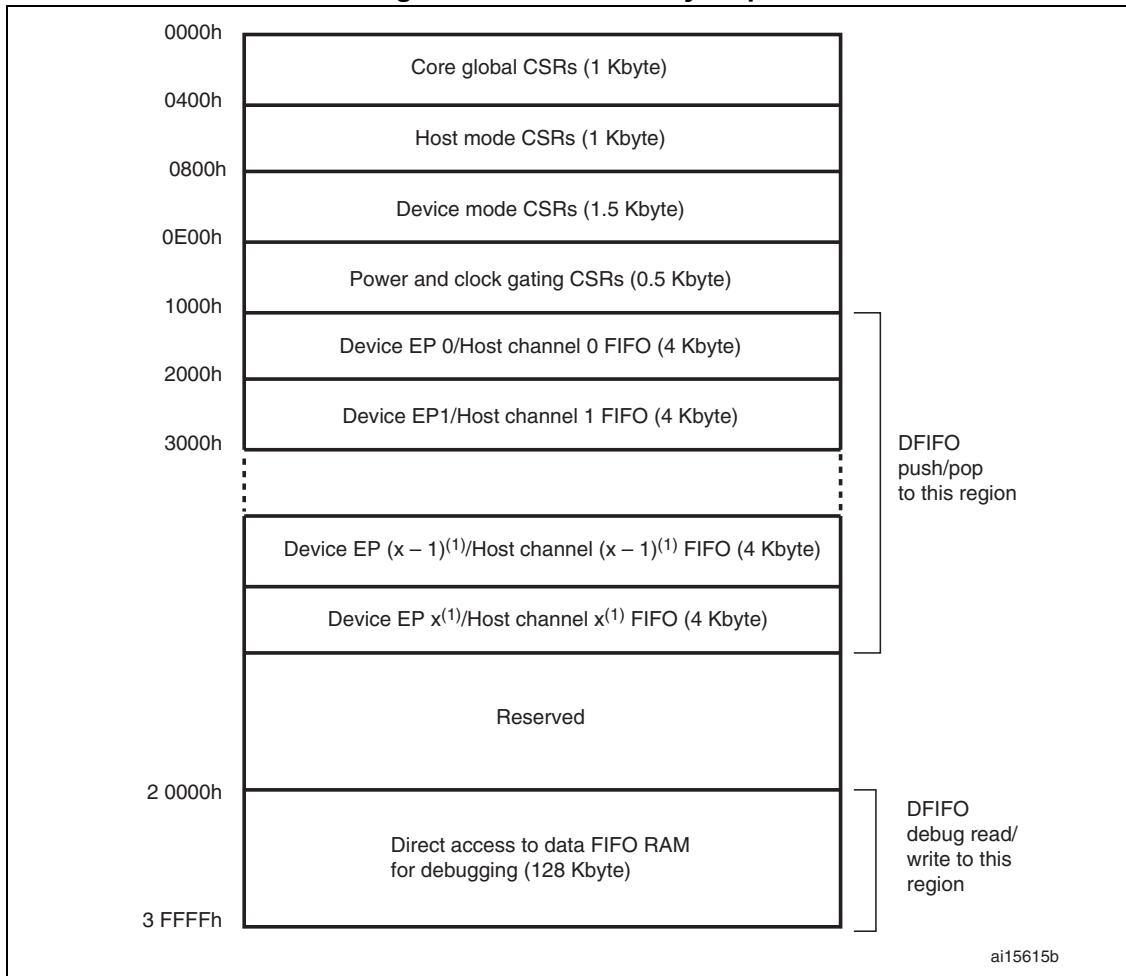 0000h
Core global CSRs (1 Kbyte)
0400h
Host mode CSRs (1 Kbyte)
0800h
Device mode CSRs (1.5 Kbyte)
0E00h
Power and clock gating CSRs (0.5 Kbyte)
1000h
Device EP 0/Host channel 0 FIFO (4 Kbyte)
2000h
Device EP1/Host channel 1 FIFO (4 Kbyte)
3000h
DFIFO
push/pop
to this region
Device EP (x – 1)(1)/Host channel (x – 1)(1) FIFO (4 Kbyte)
Device EP x(1)/Host channel x(1) FIFO (4 Kbyte)
Reserved
2 0000h
Direct access to data FIFO RAM
for debugging (128 Kbyte)
DFIFO
debug read/
write to this
region
3 FFFFh
ai15615b